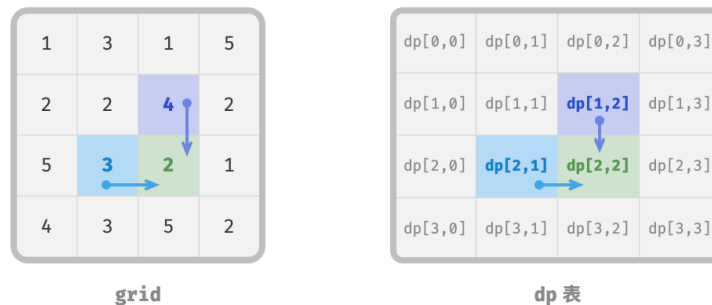 1 3 1 5
2 2 4 2
5 3 2 1
4 3 5 2
grid
dp[0,0] dp[0,1] dp[0,2] dp[0,3]
dp[1,0] dp[1,1] dp[1,2] dp[1,3]
dp[2,0] dp[2,1] dp[2,2] dp[2,3]
dp[3,0] dp[3,1] dp[3,2] dp[3,3]
dp 表